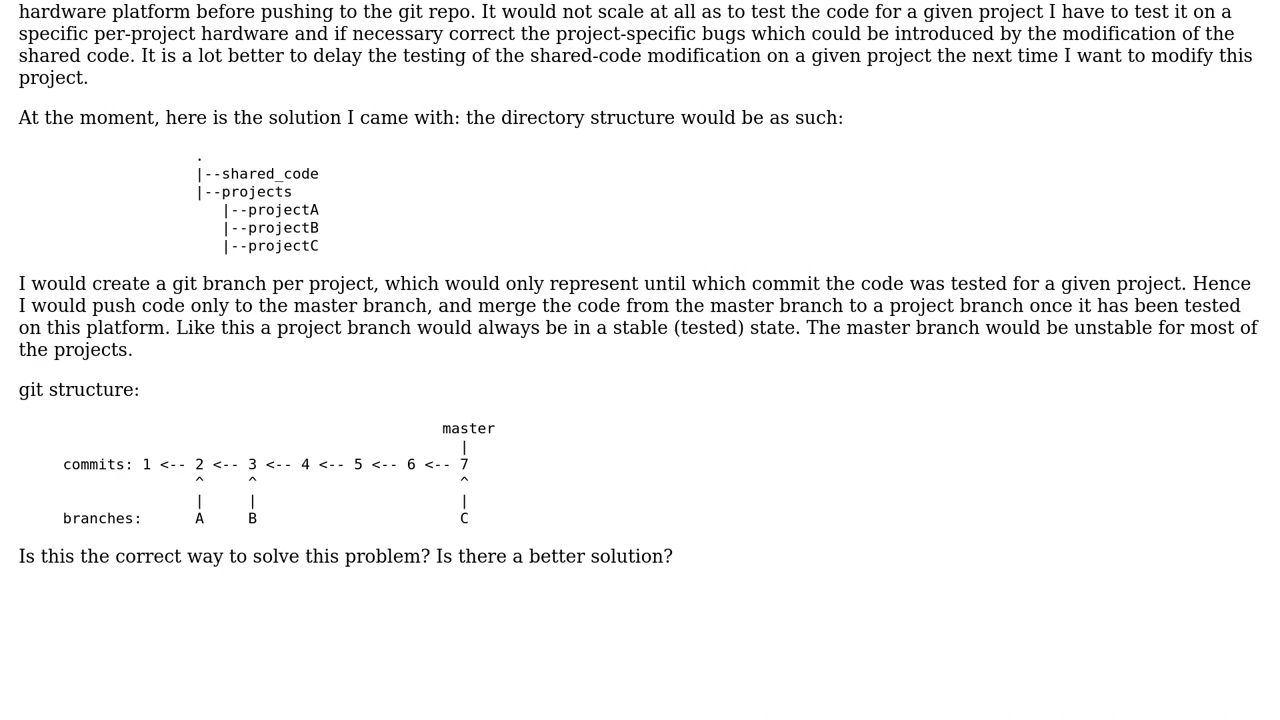 hardware platform before pushing to the git repo. It would not scale at all as to test the code for a given project I have to test it on a
specific per-project hardware and if necessary correct the project-specific bugs which could be introduced by the modification of the
shared code. It is a lot better to delay the testing of the shared-code modification on a given project the next time I want to modify this
project.
At the moment, here is the solution I came with: the directory structure would be as such:
.
|--shared_code
|--projects
   |--projectA
   |--projectB
   |--projectC
I would create a git branch per project, which would only represent until which commit the code was tested for a given project. Hence
I would push code only to the master branch, and merge the code from the master branch to a project branch once it has been tested
on this platform. Like this a project branch would always be in a stable (tested) state. The master branch would be unstable for most of
the projects.
git structure:
                                           master
                                             |
commits: 1 <-- 2 <-- 3 <-- 4 <-- 5 <-- 6 <-- 7
               ^     ^                       ^
               |     |                       |
branches:      A     B                       C
Is this the correct way to solve this problem? Is there a better solution?